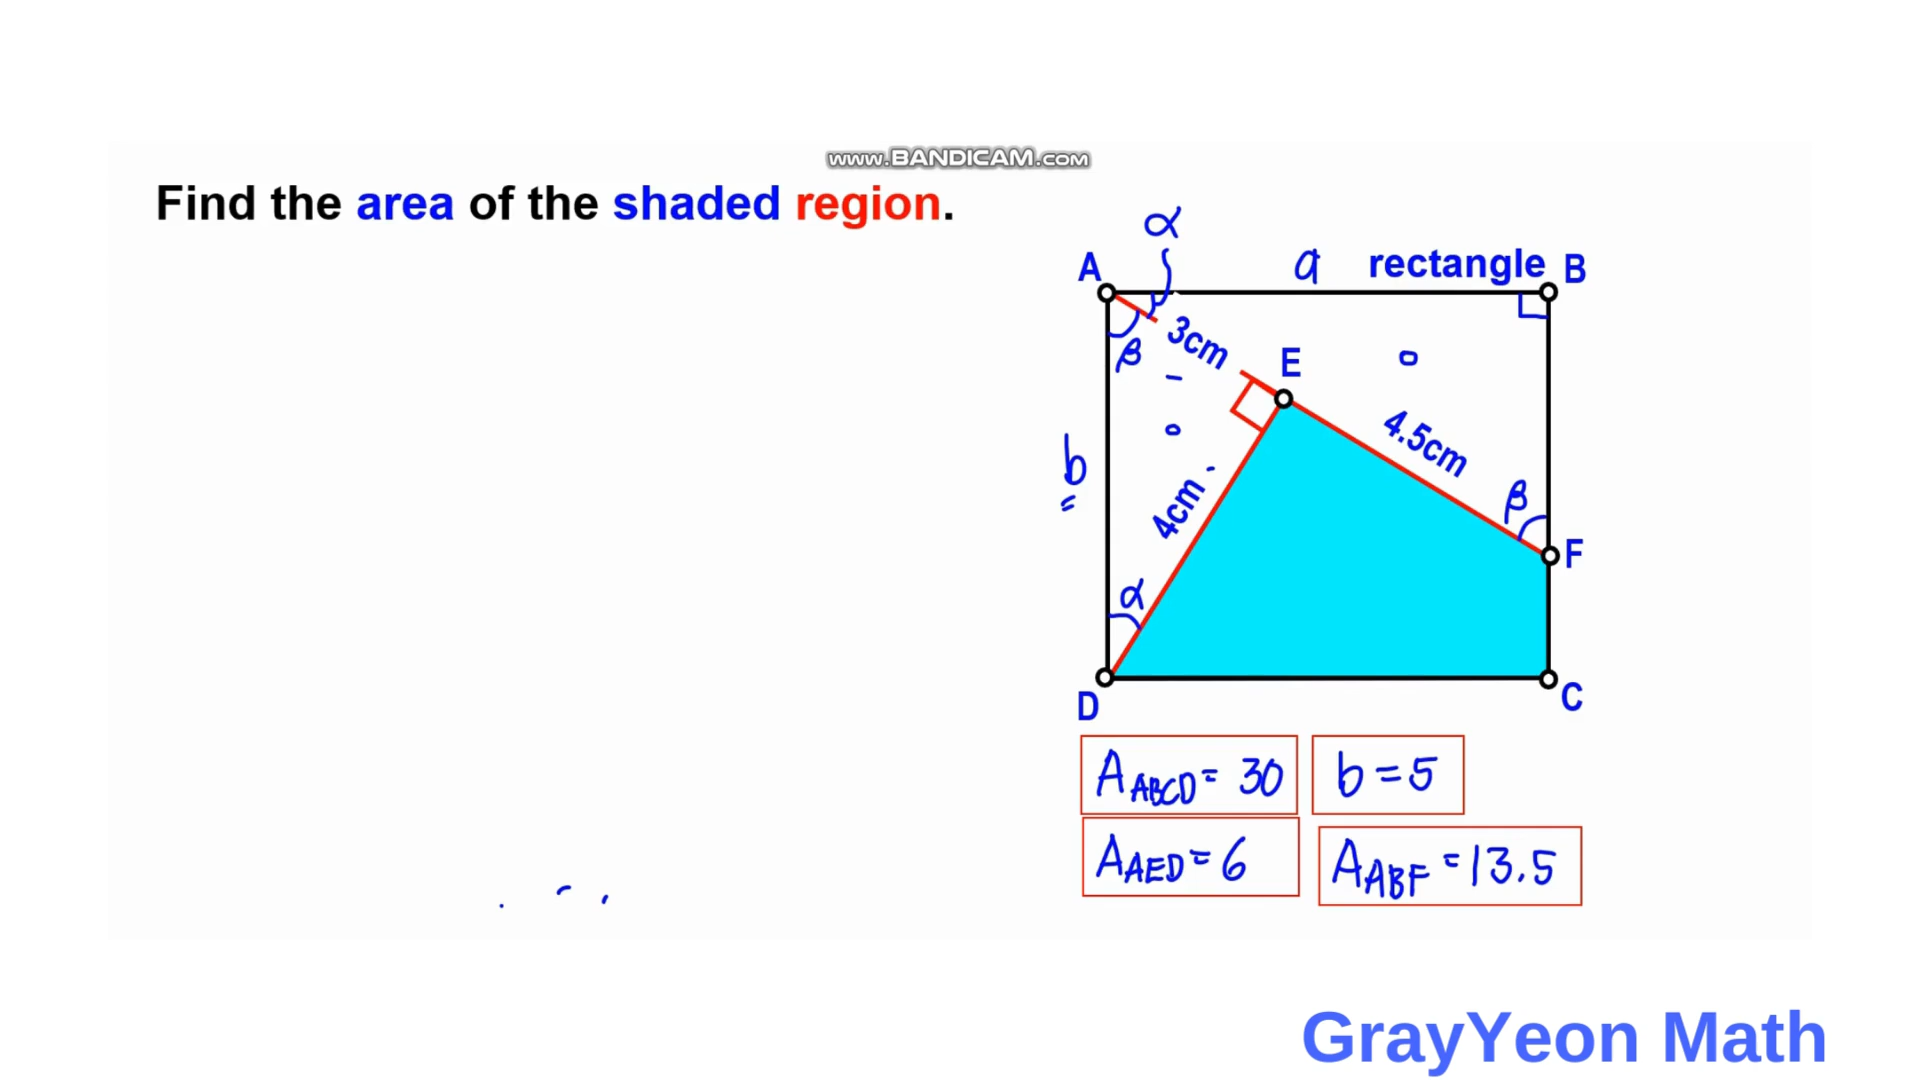 www.BANDICAM.com
Find the area of the shaded region.
α
A
a
rectangle
B
β
3cm
E
4.5cm
b
4cm
β
F
α
D
C
A_ABCD = 30
b = 5
A_AED = 6
A_ABF = 13.5
GrayYeon Math